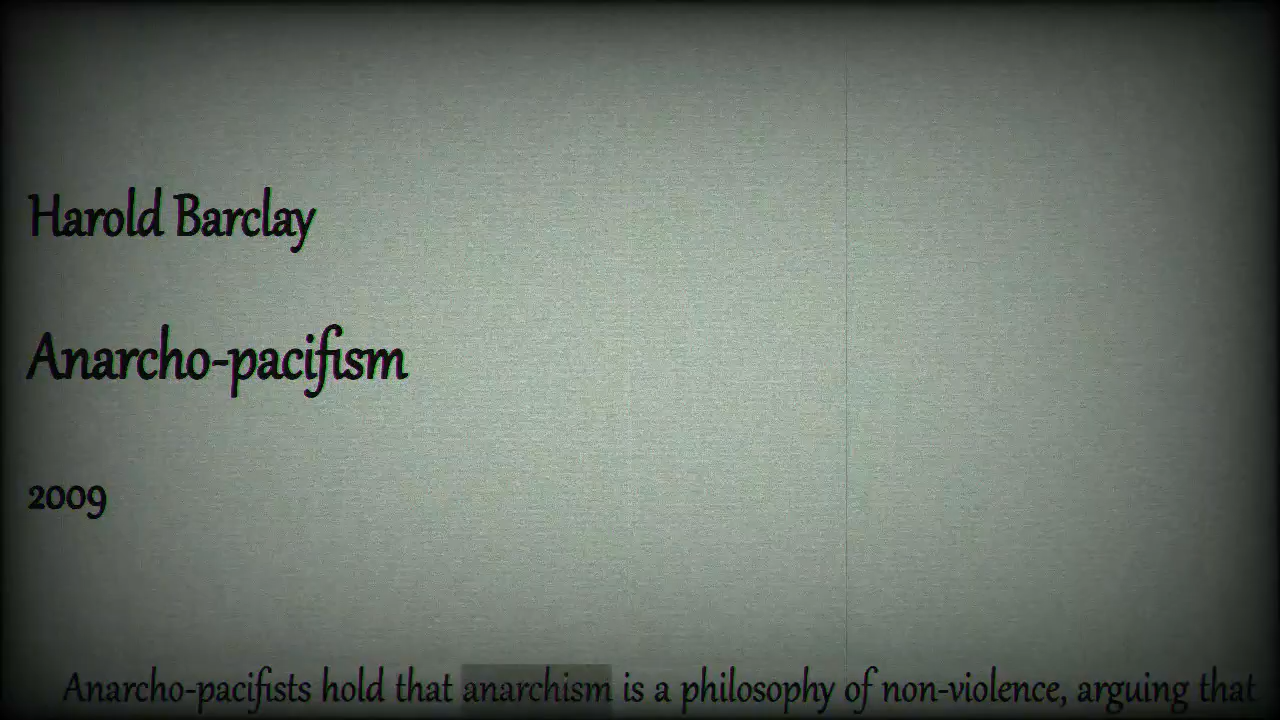 Harold Barclay
Anarcho-pacifism
2009
Anarcho-pacifists hold that anarchism is a philosophy of non-violence, arguing that